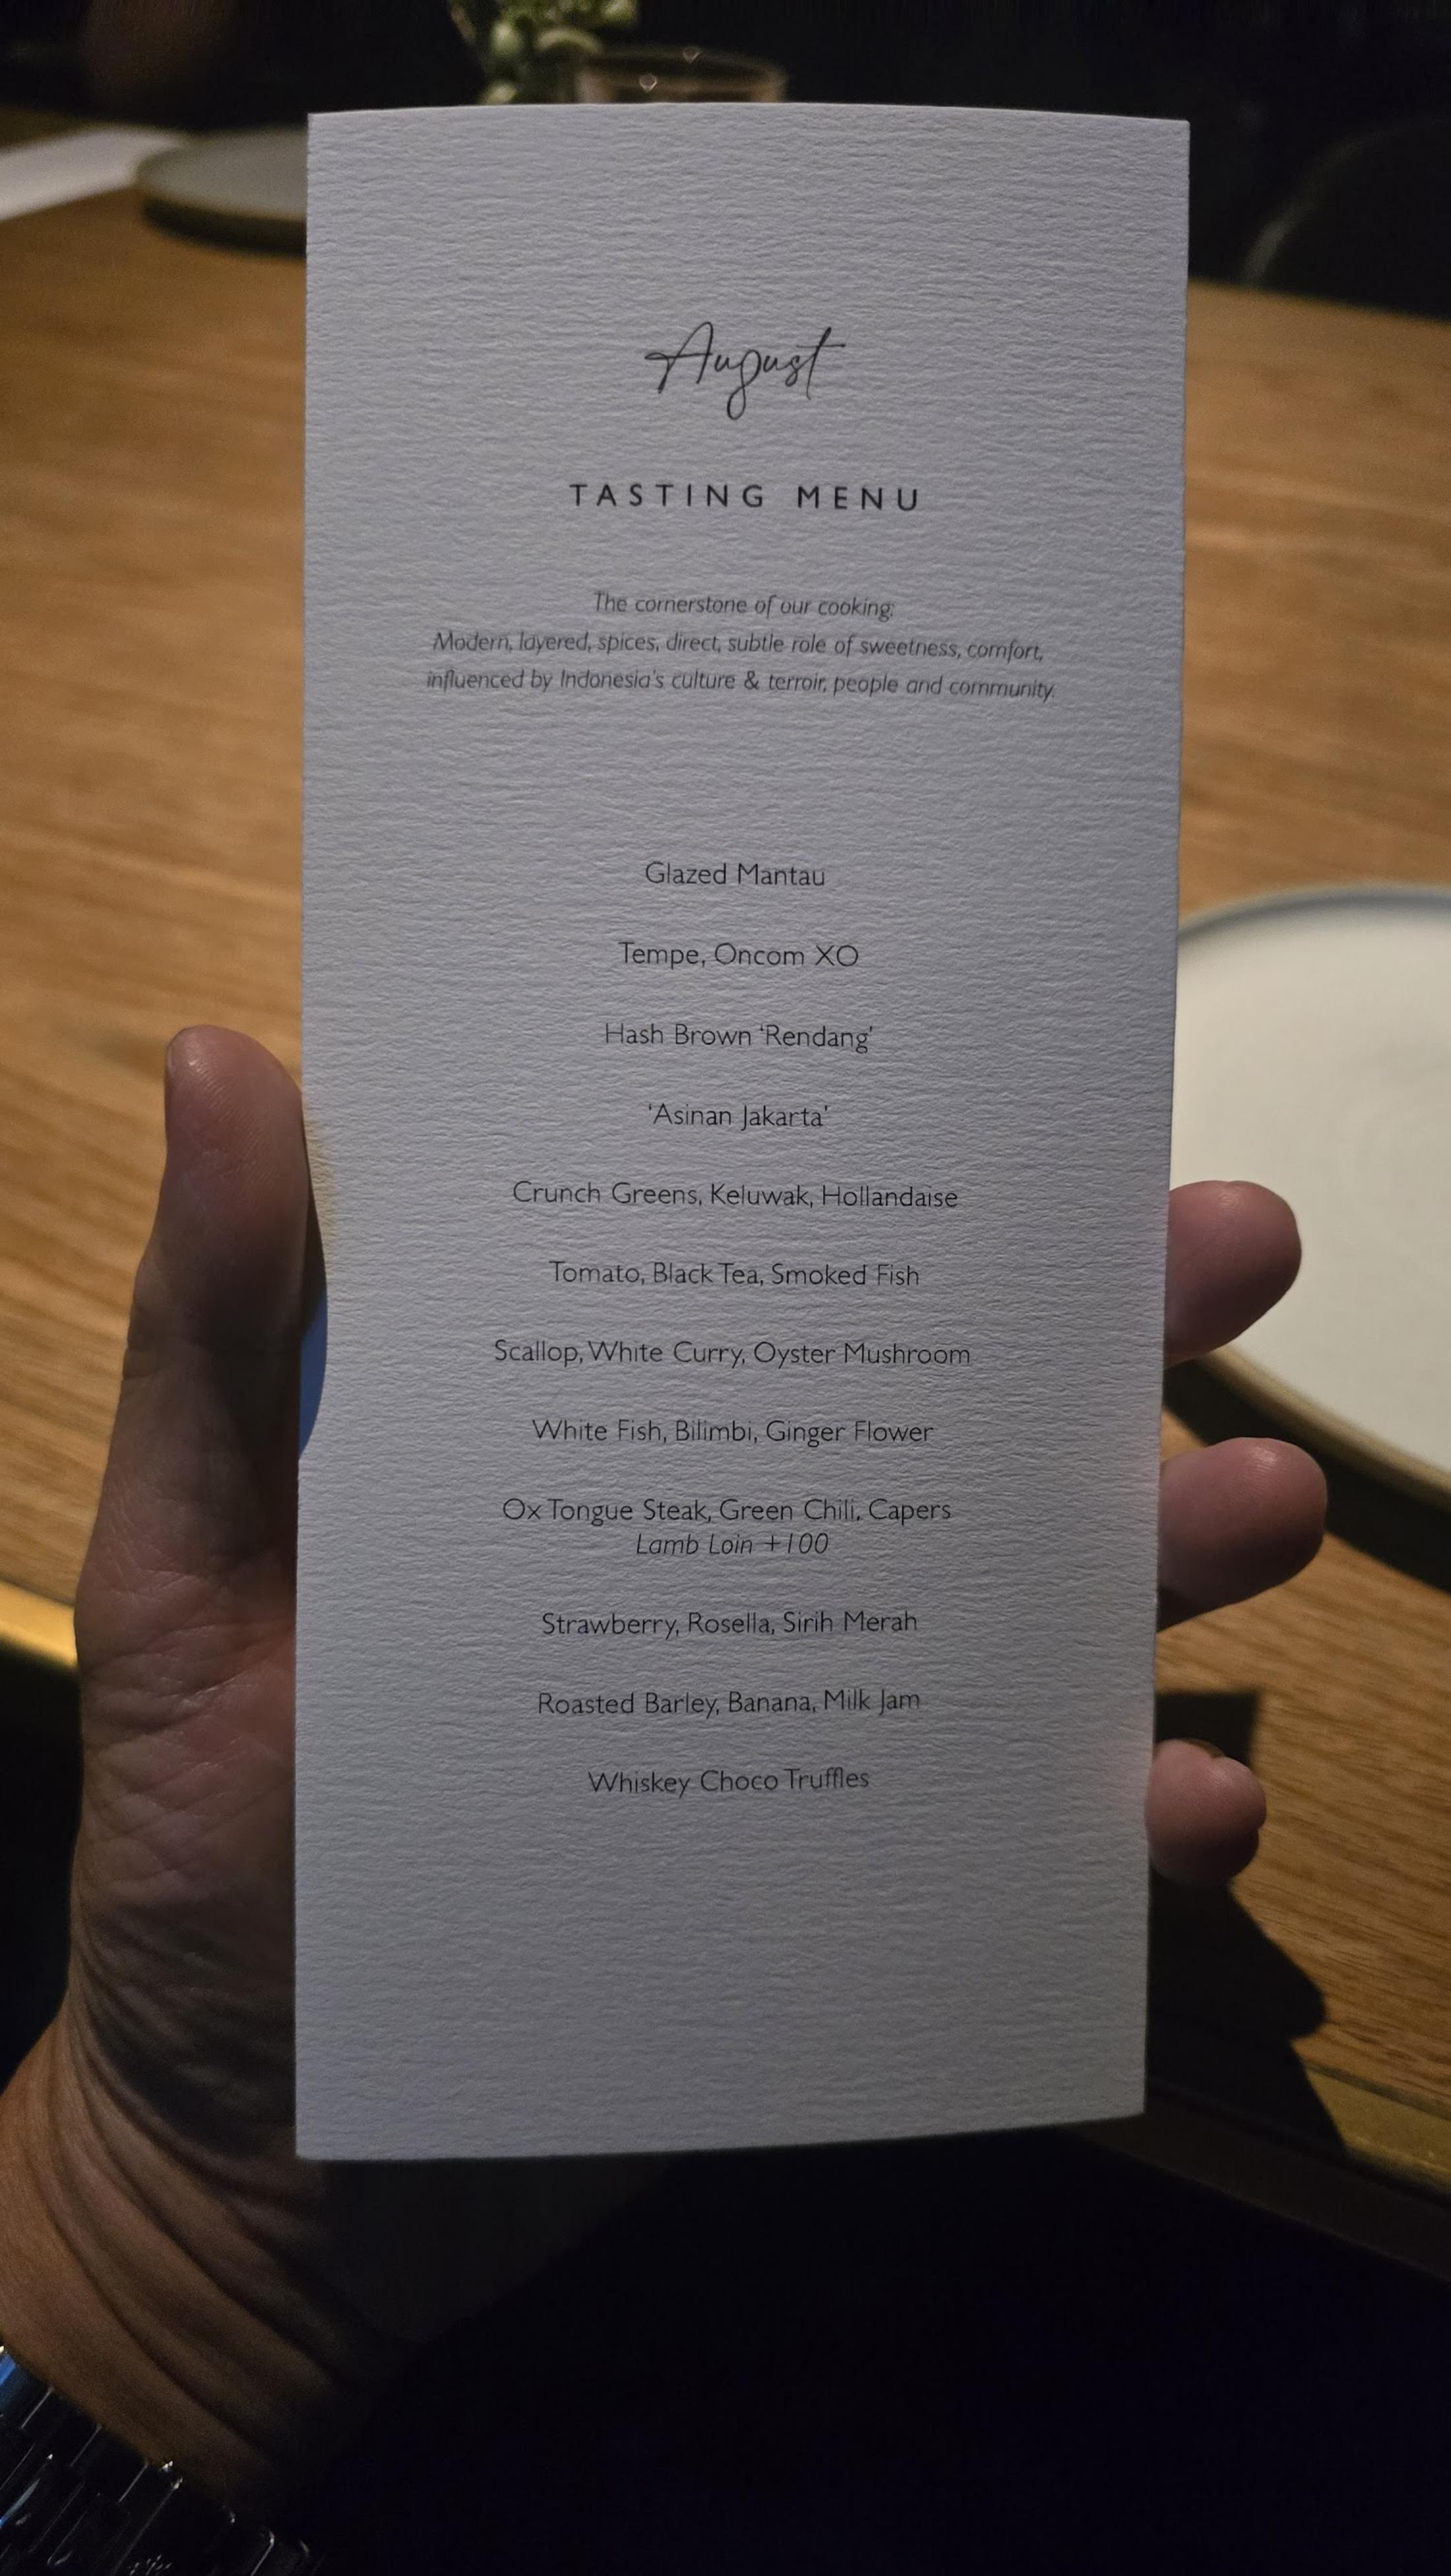 August
TASTING MENU
The cornerstone of our cooking:
Modern, layered, spices, direct, subtle role of sweetness, comfort,
influenced by Indonesia's culture & terroir, people and community.
Glazed Mantau
Tempe, Oncom XO
Hash Brown ‘Rendang’
‘Asinan Jakarta’
Crunch Greens, Keluwak, Hollandaise
Tomato, Black Tea, Smoked Fish
Scallop, White Curry, Oyster Mushroom
White Fish, Bilimbi, Ginger Flower
Ox Tongue Steak, Green Chili, Capers
Lamb Loin +100
Strawberry, Rosella, Sirih Merah
Roasted Barley, Banana, Milk Jam
Whiskey Choco Truffles